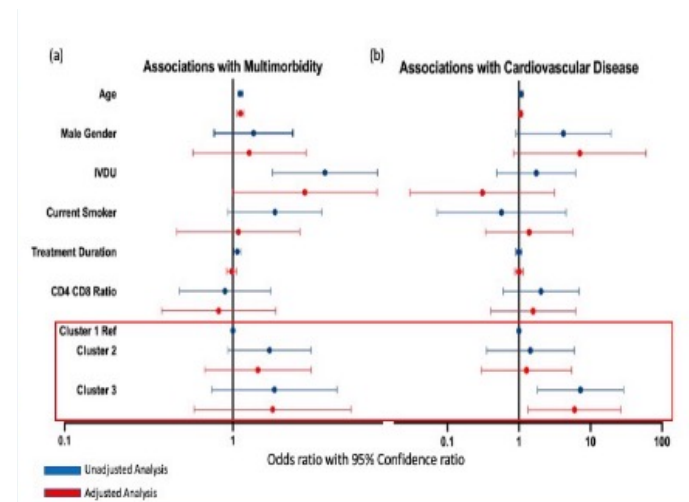 (a)
Associations with Multimorbidity
(b)
Associations with Cardiovascular Disease
Age
Male Gender
IVDU
Current Smoker
Treatment Duration
CD4 CD8 Ratio
Cluster 1 Ref
Cluster 2
Cluster 3
0.1 1 0.1 1 10 100
Odds ratio with 95% Confidence ratio
Unadjusted Analysis
Adjusted Analysis